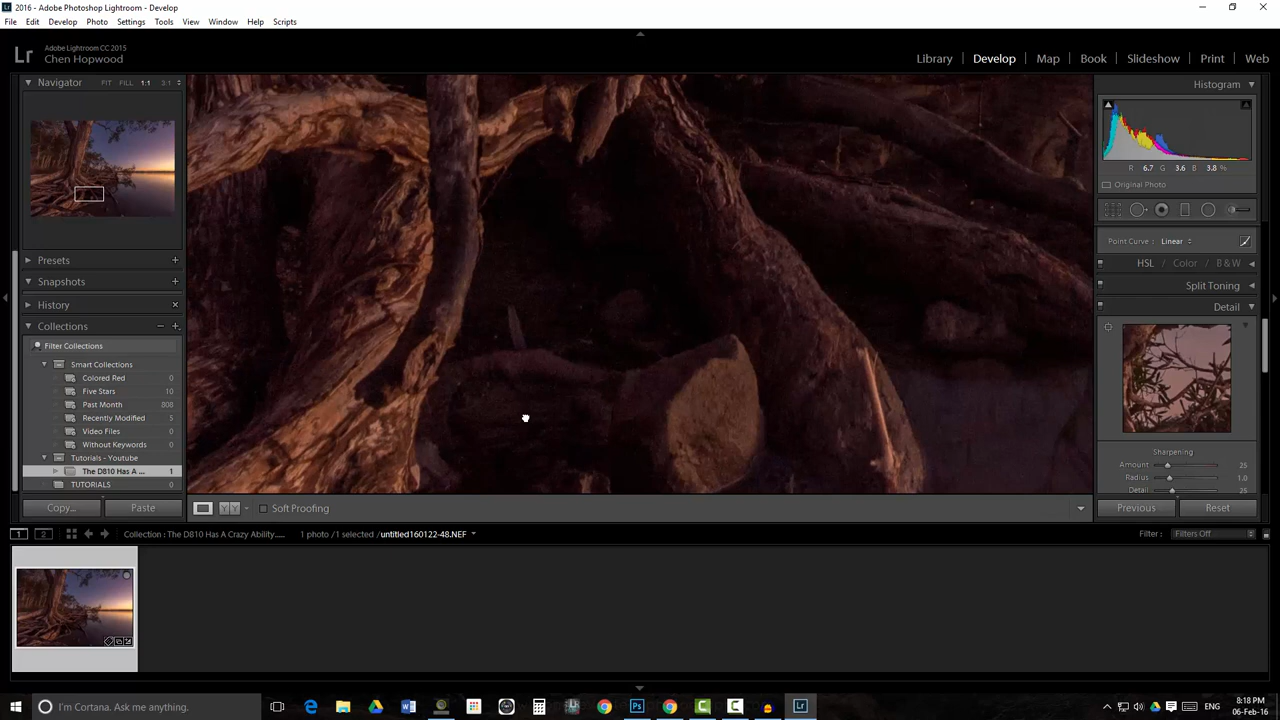 2016 - Adobe Photoshop Lightroom - Develop
File Edit Develop Photo Settings Tools View Window Help Scripts
Lr Adobe Lightroom CC 2015
Chen Hopwood
Library Develop Map Book Slideshow Print Web
Navigator FIT FILL 1:1 3:1
Histogram
R 6.7 G 3.6 B 3.8 %
Original Photo
Point Curve : Linear
HSL / Color / B & W
Presets
Snapshots
Split Toning
History
Detail
Collections
Filter Collections
Smart Collections
Colored Red 0
Five Stars 10
Past Month 808
Recently Modified 5
Video Files 0
Without Keywords 0
Tutorials - Youtube
The D810 Has A ... 1
TUTORIALS 0
Sharpening
Amount 25
Radius 1.0
Detail 25
Copy... Paste
Y Y Soft Proofing
Previous Reset
1 2 Collection : The D810 Has A Crazy Ability..... 1 photo / 1 selected / untitled160122-48.NEF
Filter : Filters Off
I'm Cortana. Ask me anything.
ENG 8:18 PM
06-Feb-16